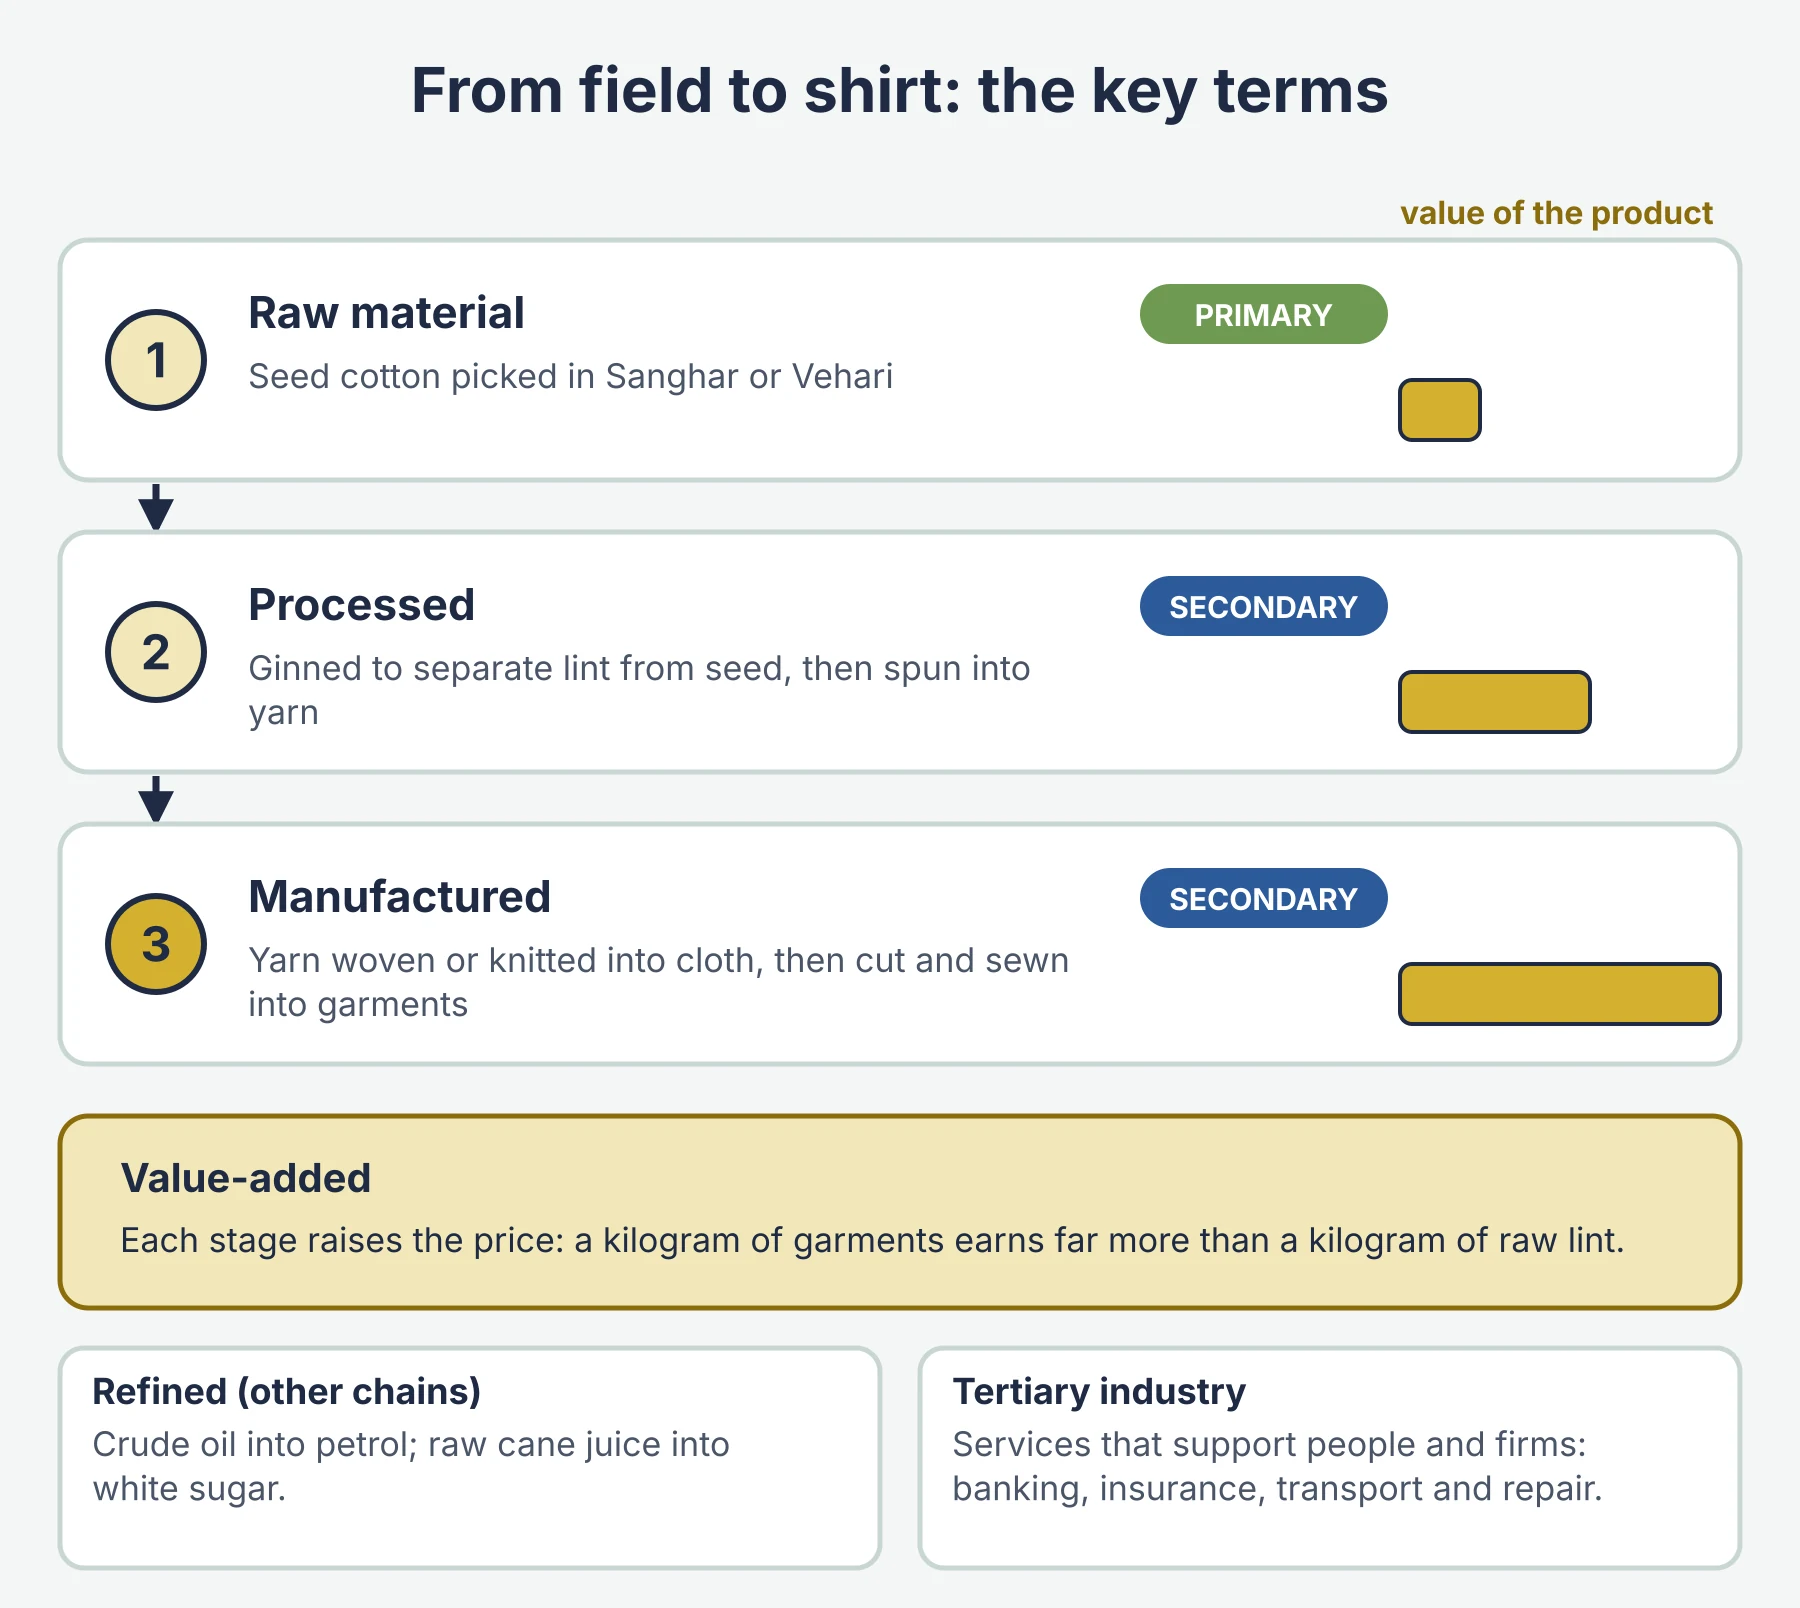 From field to shirt: the key terms
value of the product
1
Raw material
PRIMARY
Seed cotton picked in Sanghar or Vehari
2
Processed
SECONDARY
Ginned to separate lint from seed, then spun into
yarn
3
Manufactured
SECONDARY
Yarn woven or knitted into cloth, then cut and sewn
into garments
Value-added
Each stage raises the price: a kilogram of garments earns far more than a kilogram of raw lint.
Refined (other chains)
Crude oil into petrol; raw cane juice into
white sugar.
Tertiary industry
Services that support people and firms:
banking, insurance, transport and repair.